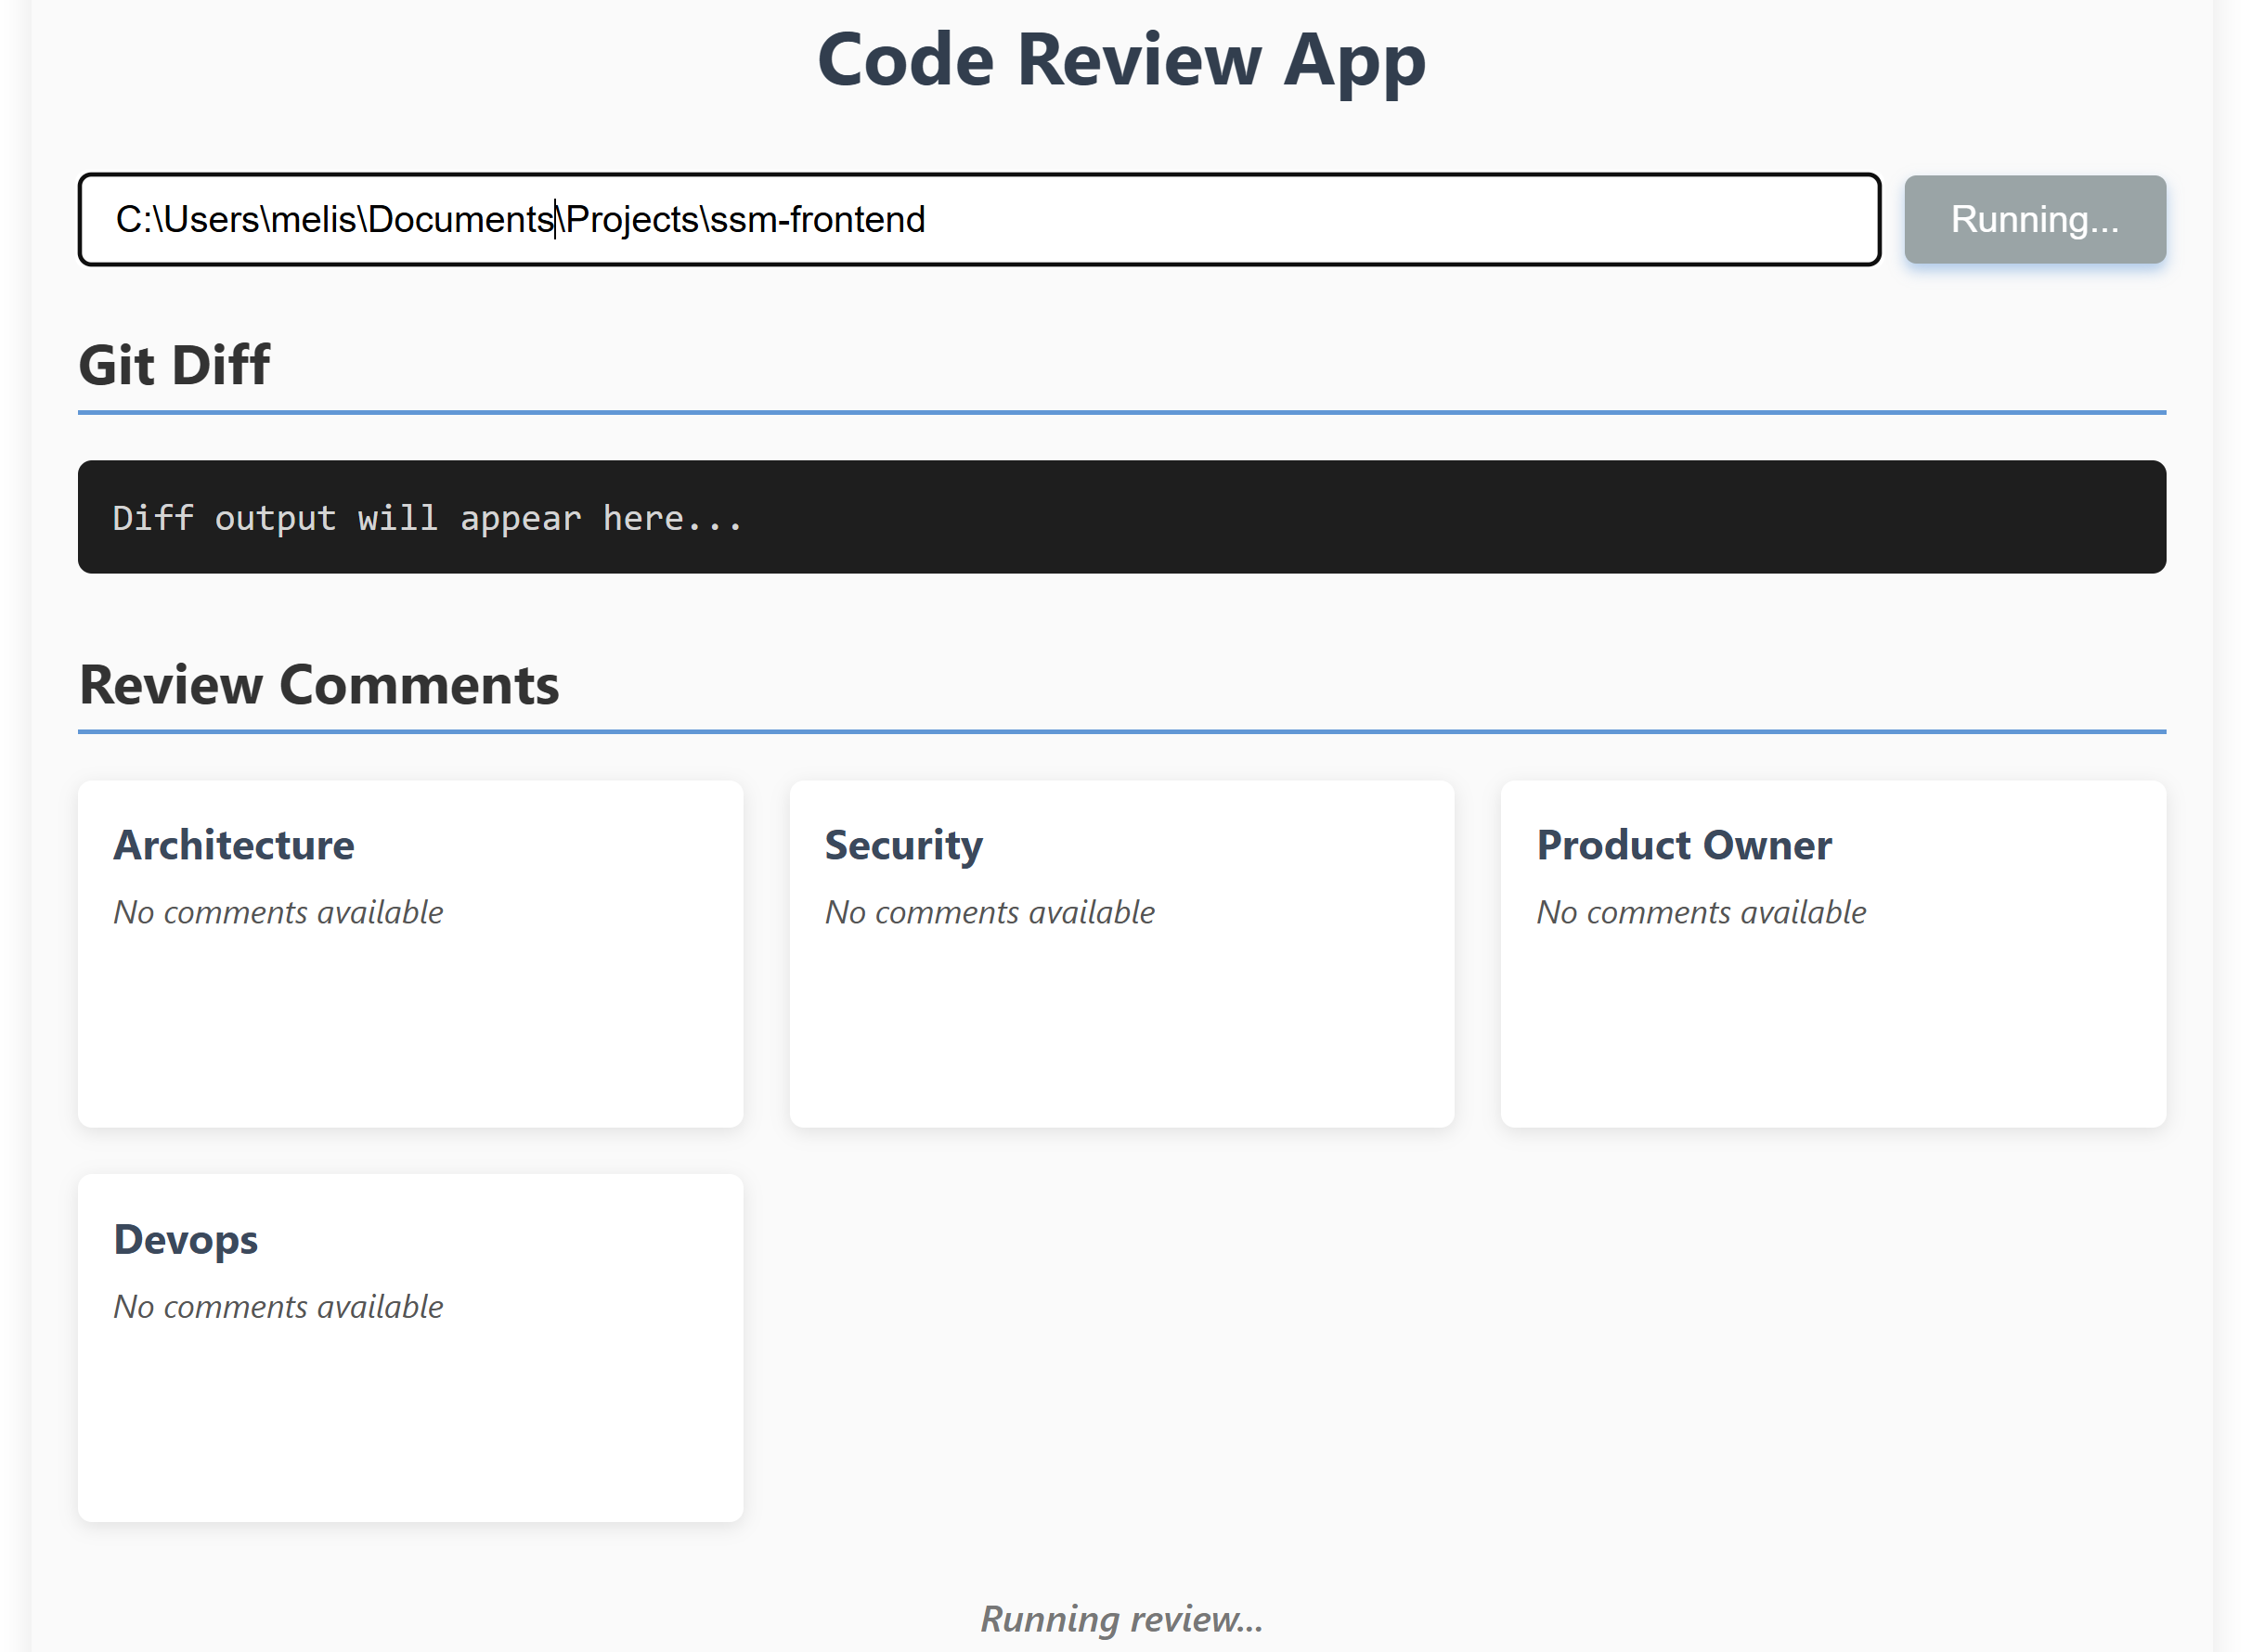 Code Review App
C:\Users\melis\Documents\Projects\ssm-frontend
Running...
Git Diff
Diff output will appear here...
Review Comments
Architecture
No comments available
Security
No comments available
Product Owner
No comments available
Devops
No comments available
Running review...